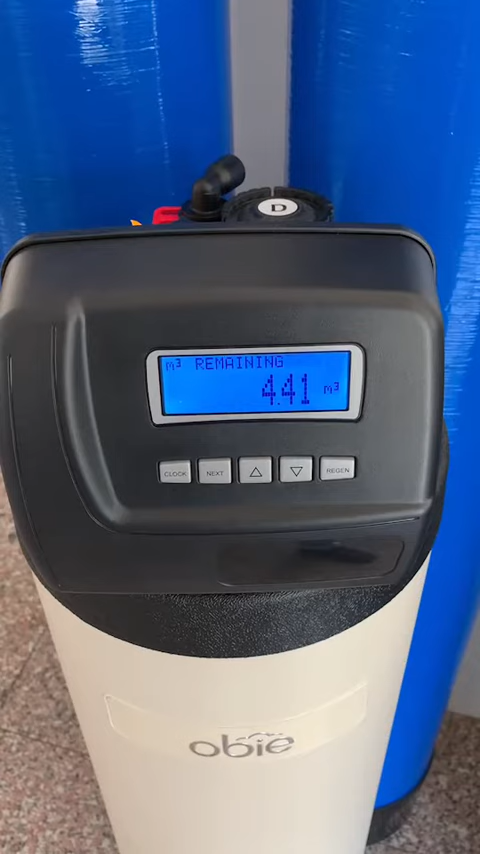 D
m³ REMAINING
4.41 m³
CLOCK NEXT △ ▽ REGEN
obie